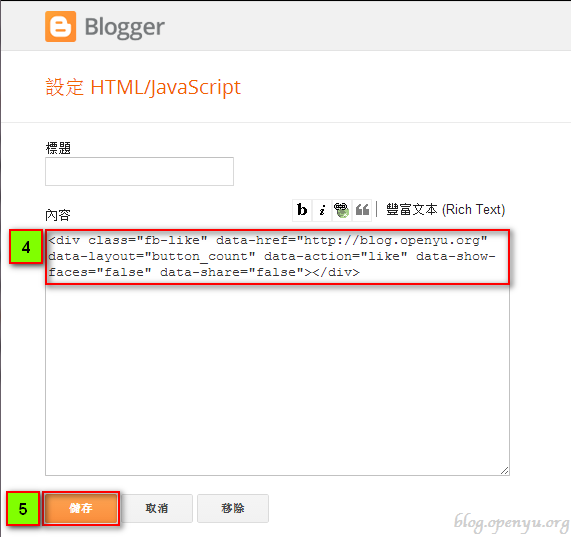 Blogger
設定 HTML/JavaScript
標題
內容
b i 豐富文本 (Rich Text)
4
<div class="fb-like" data-href="http://blog.openyu.org"
data-layout="button_count" data-action="like" data-show-
faces="false" data-share="false"></div>
5
儲存 取消 移除
blog.openyu.org